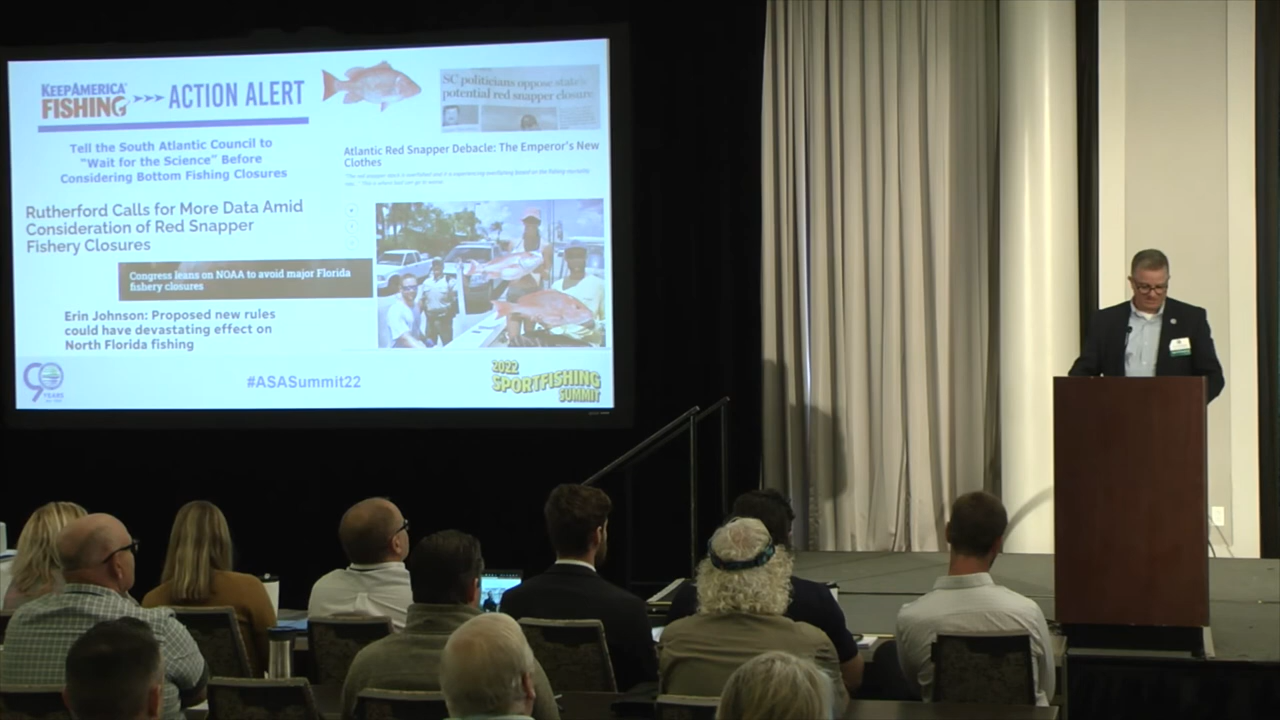 KEEPAMERICA
FISHING
ACTION ALERT
Tell the South Atlantic Council to
"Wait for the Science" Before
Considering Bottom Fishing Closures
Rutherford Calls for More Data Amid
Consideration of Red Snapper
Fishery Closures
Congress leans on NOAA to avoid major Florida
fishery closures
Erin Johnson: Proposed new rules
could have devastating effect on
North Florida fishing
SC politicians oppose state's
potential red snapper closure
Atlantic Red Snapper Debacle: The Emperor's New
Clothes
90
YEARS
#ASASummit22
2022
SPORTFISHING
SUMMIT